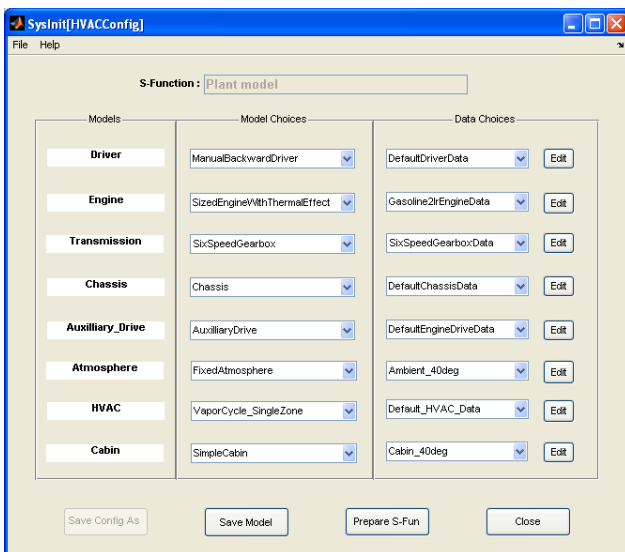 SysInit[HVACConfig]
File Help
S-Function : Plant model
Models Model Choices Data Choices
Driver ManualBackwardDriver DefaultDriverData Edit
Engine SizedEngineWithThermalEffect Gasoline2lrEngineData Edit
Transmission SixSpeedGearbox SixSpeedGearboxData Edit
Chassis Chassis DefaultChassisData Edit
Auxilliary_Drive AuxilliaryDrive DefaultEngineDriveData Edit
Atmosphere FixedAtmosphere Ambient_40deg Edit
HVAC VaporCycle_SingleZone Default_HVAC_Data Edit
Cabin SimpleCabin Cabin_40deg Edit
Save Config As Save Model Prepare S-Fun Close